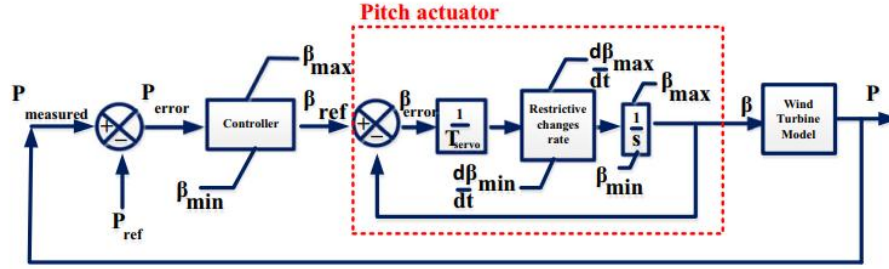 Pitch actuator
P measured
P error
P ref
+
−
Controller
β max
β min
β ref
+
−
β error
1
T servo
dβ max
dt
Restrictive
changes
rate
dβ min
dt
1
s
β max
β min
β
Wind
Turbine
Model
P